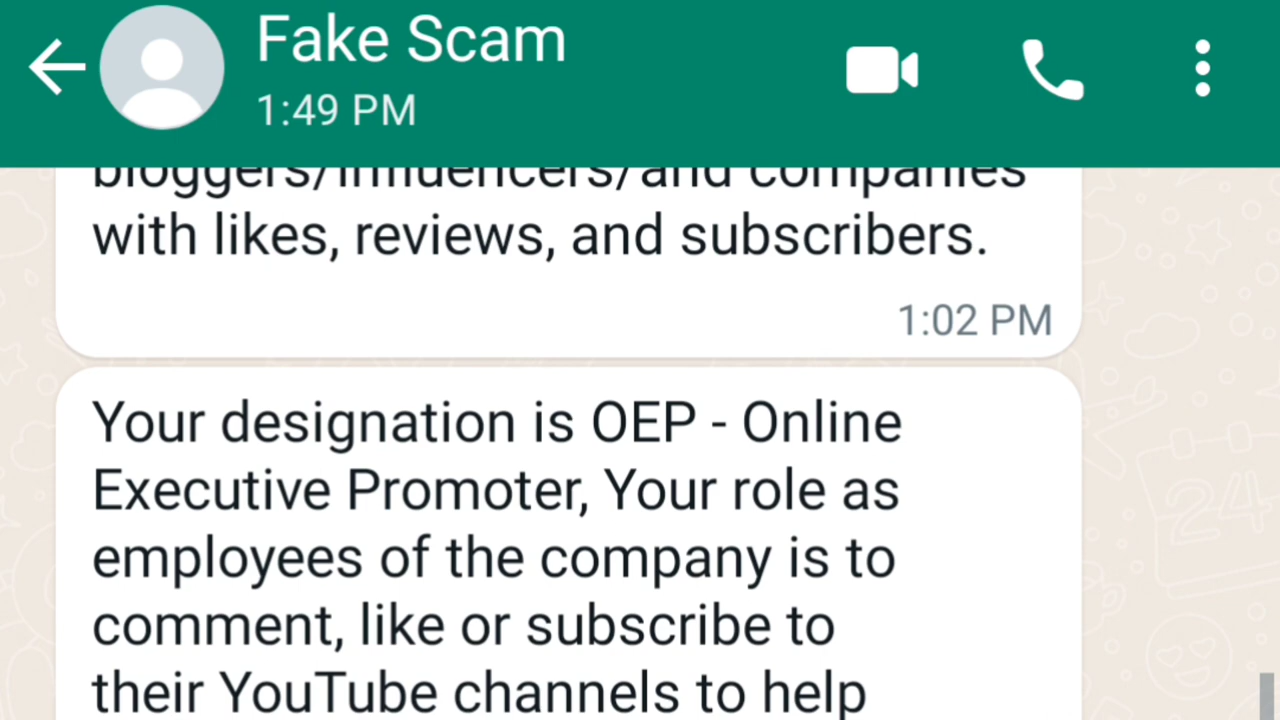 Fake Scam
1:49 PM
bloggers/influencers/and companies
with likes, reviews, and subscribers.
1:02 PM
Your designation is OEP - Online
Executive Promoter, Your role as
employees of the company is to
comment, like or subscribe to
their YouTube channels to help